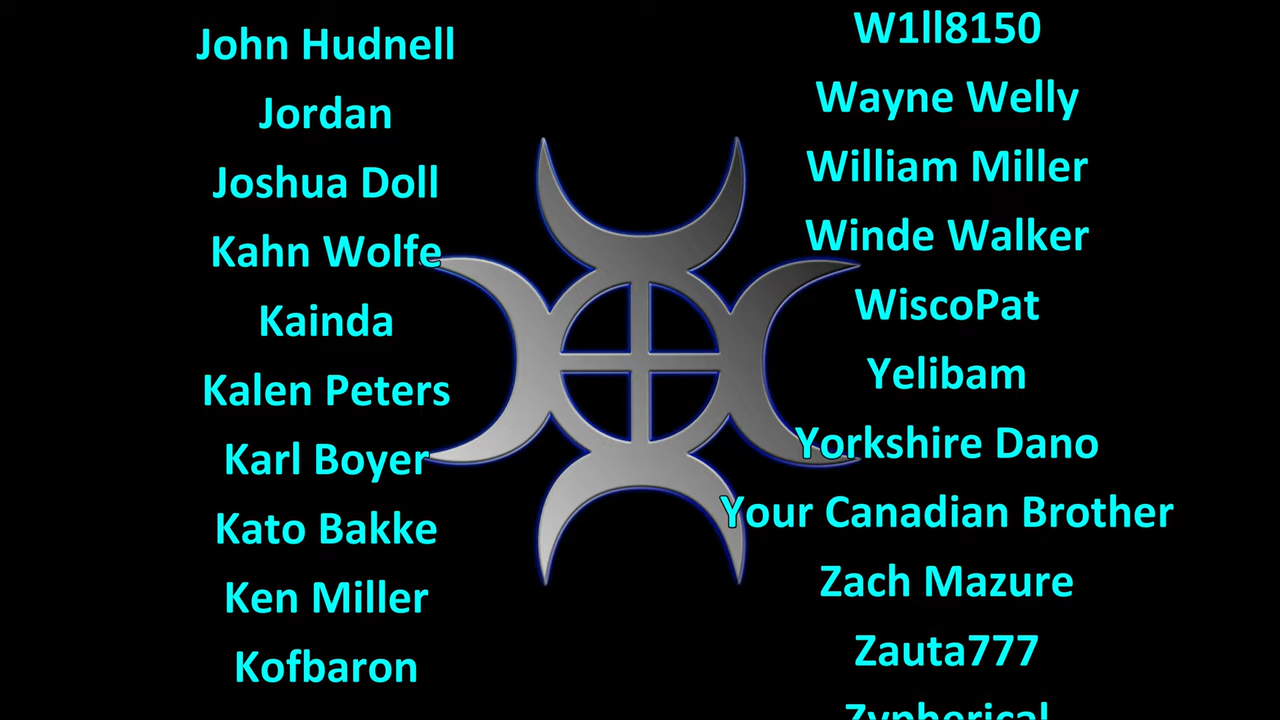 John Hudnell
Jordan
Joshua Doll
Kahn Wolfe
Kainda
Kalen Peters
Karl Boyer
Kato Bakke
Ken Miller
Kofbaron
W1ll8150
Wayne Welly
William Miller
Winde Walker
WiscoPat
Yelibam
Yorkshire Dano
Your Canadian Brother
Zach Mazure
Zauta777
Zypherical